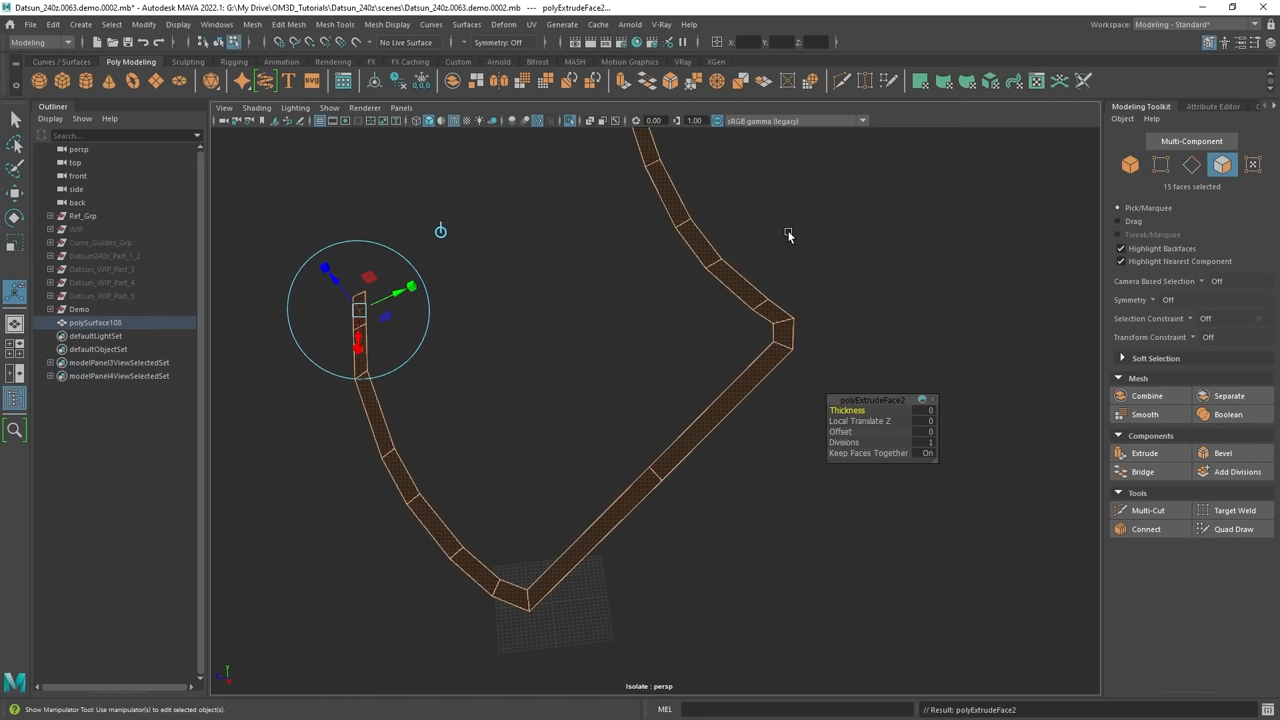 Datsun_240z.0063.demo.0002.mb* - Autodesk MAYA 2022.1: G:\My Drive\OM3D_Tutorials\Datsun_240z\scenes\Datsun_240z.0063.demo.0002.mb --- polyExtrudeFace2...
File Edit Create Select Modify Display Windows Mesh Edit Mesh Mesh Tools Mesh Display Curves Surfaces Deform UV Generate Cache Arnold V-Ray Help
Workspace: Modeling - Standard*
Modeling
No Live Surface
Symmetry: Off
X:
Y:
Z:
Curves / Surfaces Poly Modeling Sculpting Rigging Animation Rendering FX FX Caching Custom Arnold Bifrost MASH Motion Graphics VRay XGen
Outliner
Display Show Help
Search...
persp
top
front
side
back
Ref_Grp
WIP
Curve_Guides_Grp
Datsun240z_Part_1_2
Datsun_WIP_Part_3
Datsun_WIP_Part_4
Datsun_WIP_Part_5
Demo
polySurface108
defaultLightSet
defaultObjectSet
modelPanel3ViewSelectedSet
modelPanel4ViewSelectedSet
View Shading Lighting Show Renderer Panels
0.00 1.00 sRGB gamma (legacy)
polyExtrudeFace2
Thickness 0
Local Translate Z 0
Offset 0
Divisions 1
Keep Faces Together On
y
Isolate : persp
Modeling Toolkit Attribute Editor
Object Help
Multi-Component
15 faces selected
Pick/Marquee
Drag
Tweak/Marquee
Highlight Backfaces
Highlight Nearest Component
Camera Based Selection Off
Symmetry Off
Selection Constraint Off
Transform Constraint Off
Soft Selection
Mesh
Combine Separate
Smooth Boolean
Components
Extrude Bevel
Bridge Add Divisions
Tools
Multi-Cut Target Weld
Connect Quad Draw
Show Manipulator Tool: Use manipulator(s) to edit selected object(s).
MEL
// Result: polyExtrudeFace2